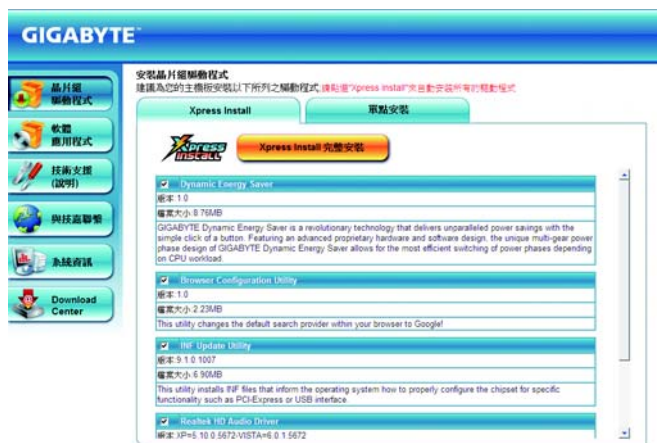 GIGABYTE™
安裝晶片組驅動程式
建議為您的主機板安裝以下所列之驅動程式,請點選"Xpress Install"來自動安裝所有的驅動程式
晶片組
驅動程式
軟體
應用程式
技術支援
(說明)
與技嘉聯繫
系統資訊
Download
Center
Xpress Install
單點安裝
Xpress
INSTALL
Xpress Install 完整安裝
Dynamic Energy Saver
版本:1.0
檔案大小:8.76MB
GIGABYTE Dynamic Energy Saver is a revolutionary technology that delivers unparalleled power savings with the
simple click of a button. Featuring an advanced proprietary hardware and software design, the unique multi-gear power
phase design of GIGABYTE Dynamic Energy Saver allows for the most efficient switching of power phases depending
on CPU workload.
Browser Configuration Utility
版本:1.0
檔案大小:2.23MB
This utility changes the default search provider within your browser to Google!
INF Update Utility
版本:9.1.0.1007
檔案大小:6.90MB
This utility installs INF files that inform the operating system how to properly configure the chipset for specific
functionality such as PCI-Express or USB interface.
Realtek HD Audio Driver
版本:XP=5.10.0.5672-VISTA=6.0.1.5672